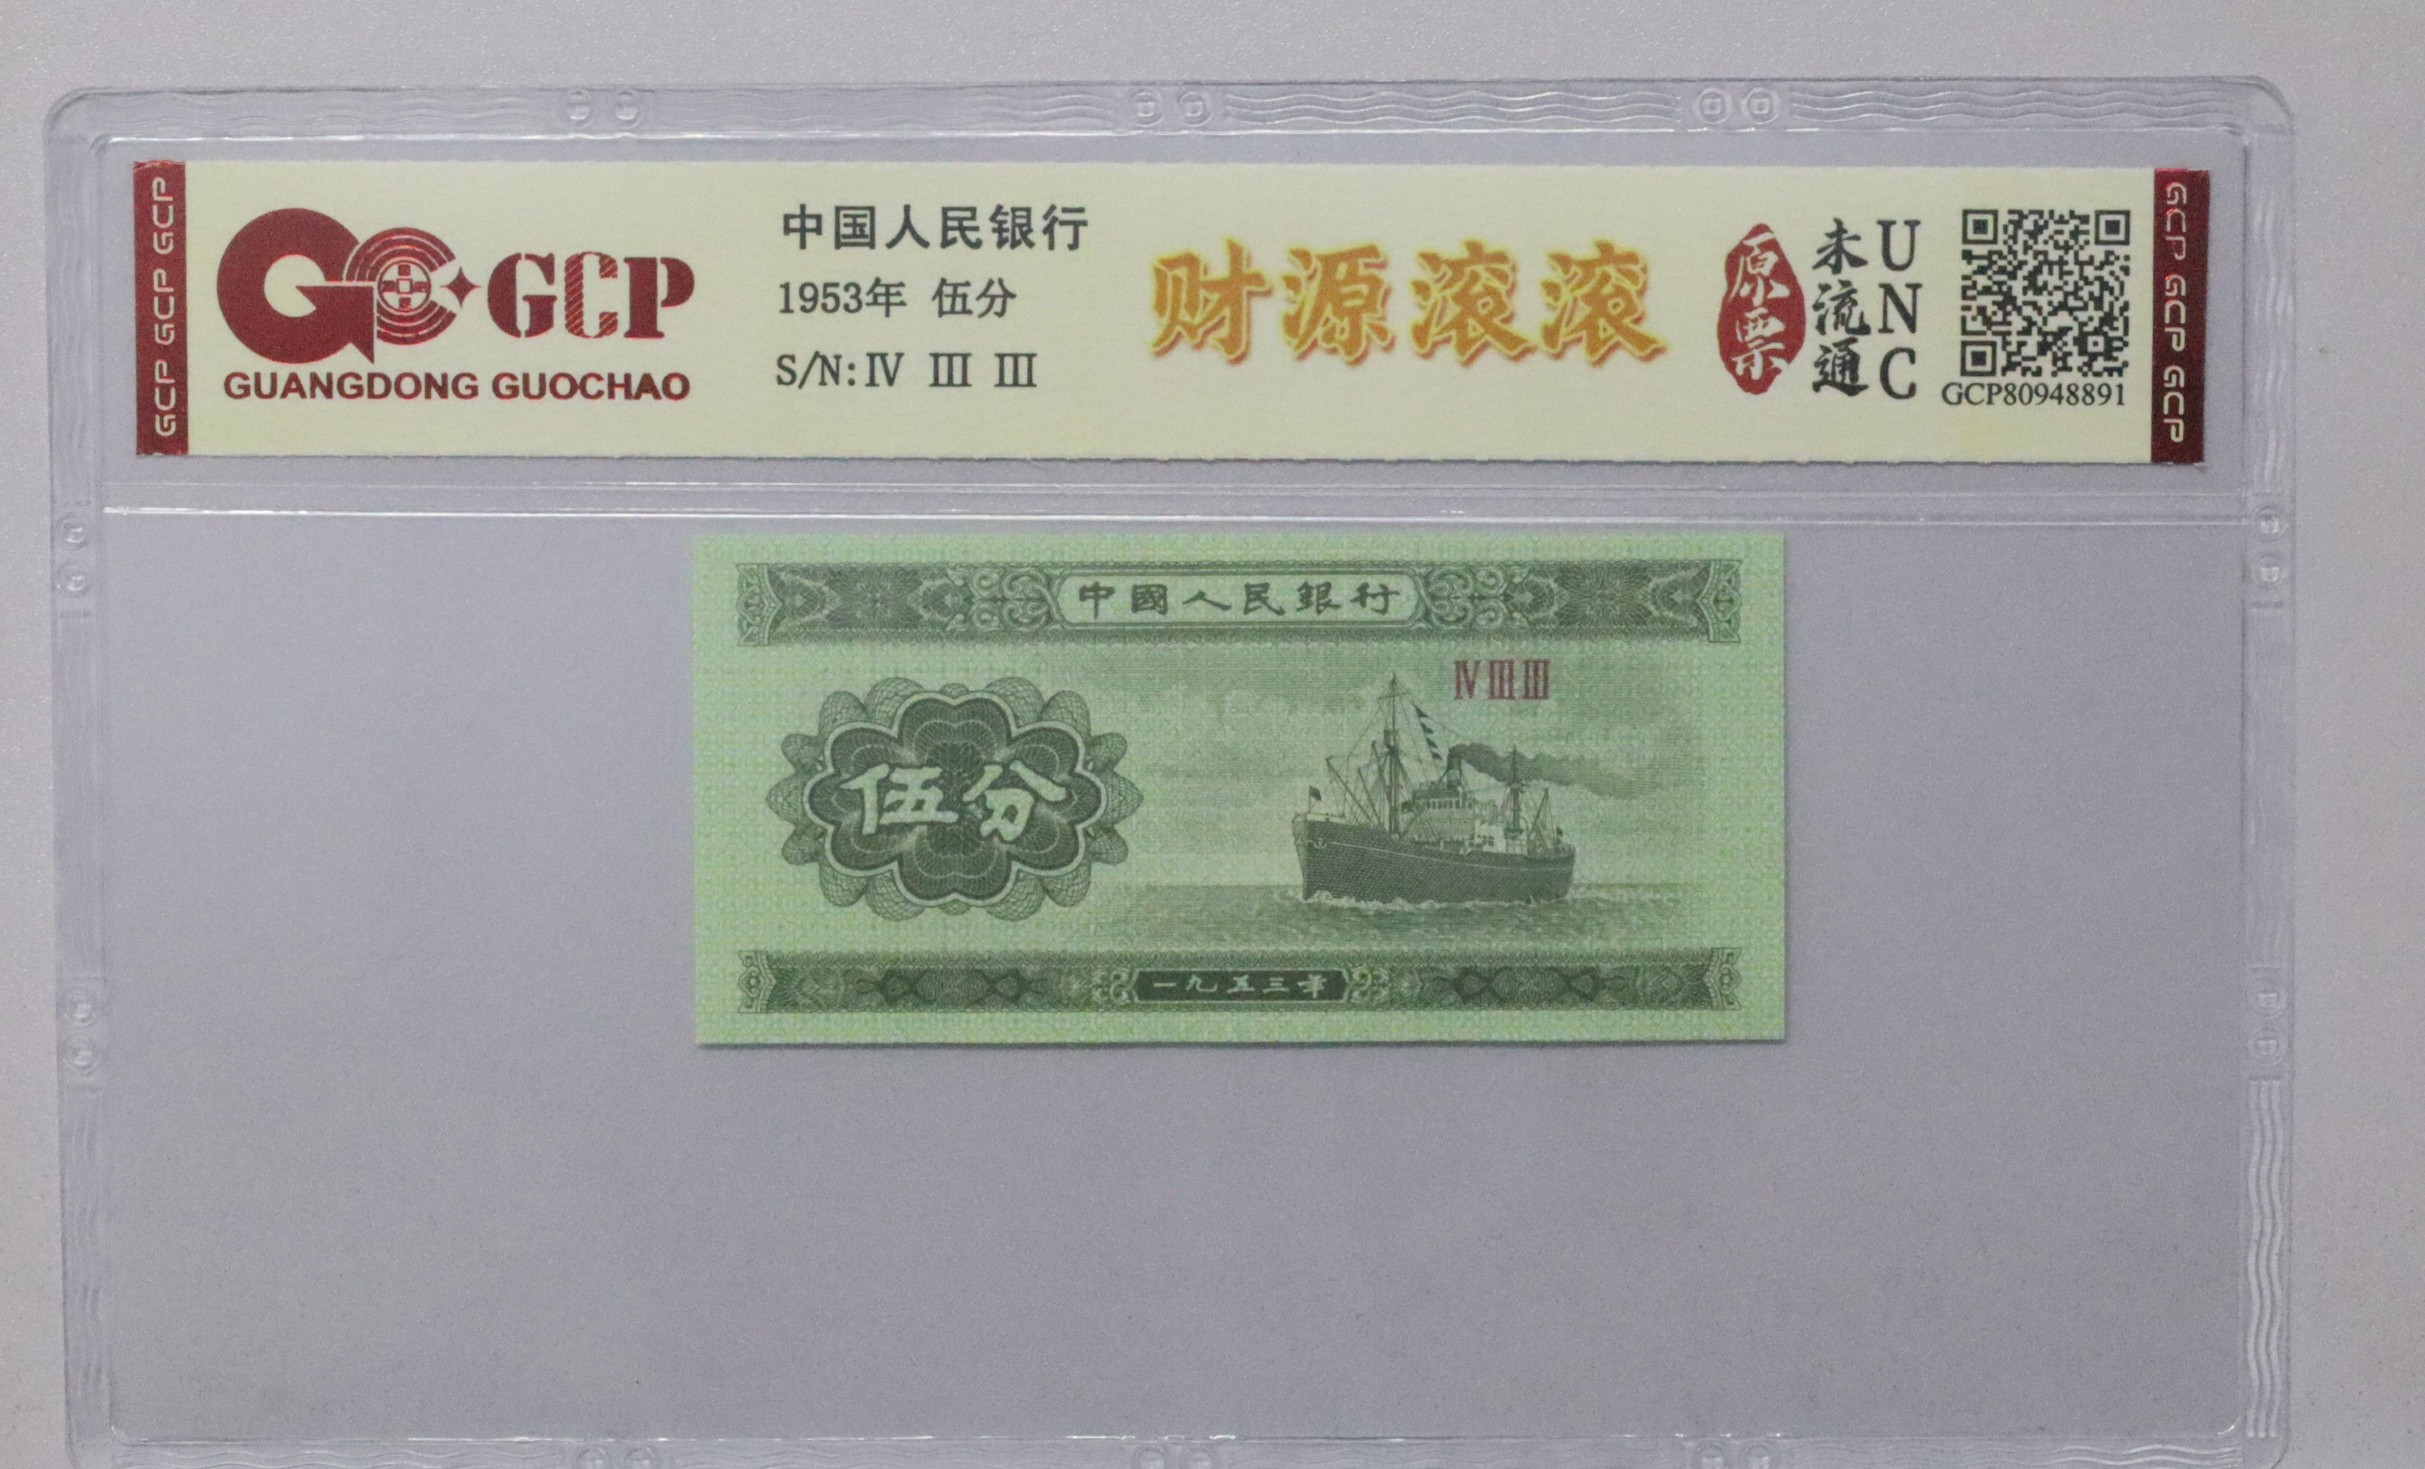 GCP GCP GCP
GCP
GUANGDONG GUOCHAO
中国人民银行
1953年 伍分
S/N: Ⅳ Ⅲ Ⅲ
财源滚滚
原票
未流通
UNC
GCP80948891
GCP GCP GCP
中國人民銀行
ⅣⅢⅢ
伍分
一九五三年